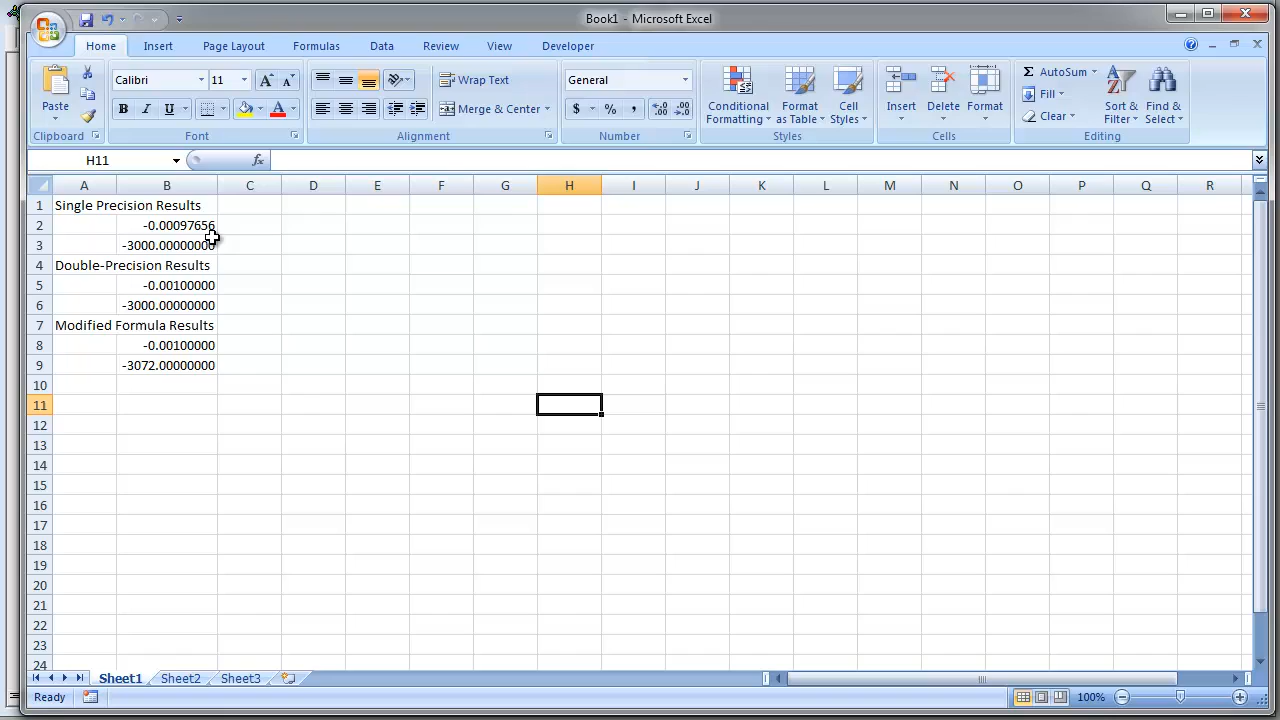 Book1 - Microsoft Excel
Home Insert Page Layout Formulas Data Review View Developer
Calibri 11 Wrap Text General AutoSum
Fill
Paste B I U Merge & Center $ % , Conditional Formatting Format as Table Cell Styles Insert Delete Format Clear Sort & Filter Find & Select
Clipboard Font Alignment Number Styles Cells Editing
H11 fx
A B C D E F G H I J K L M N O P Q R
1 Single Precision Results
2 -0.00097656
3 -3000.00000000
4 Double-Precision Results
5 -0.00100000
6 -3000.00000000
7 Modified Formula Results
8 -0.00100000
9 -3072.00000000
10
11
12
13
14
15
16
17
18
19
20
21
22
23
24
Sheet1 Sheet2 Sheet3
Ready 100%